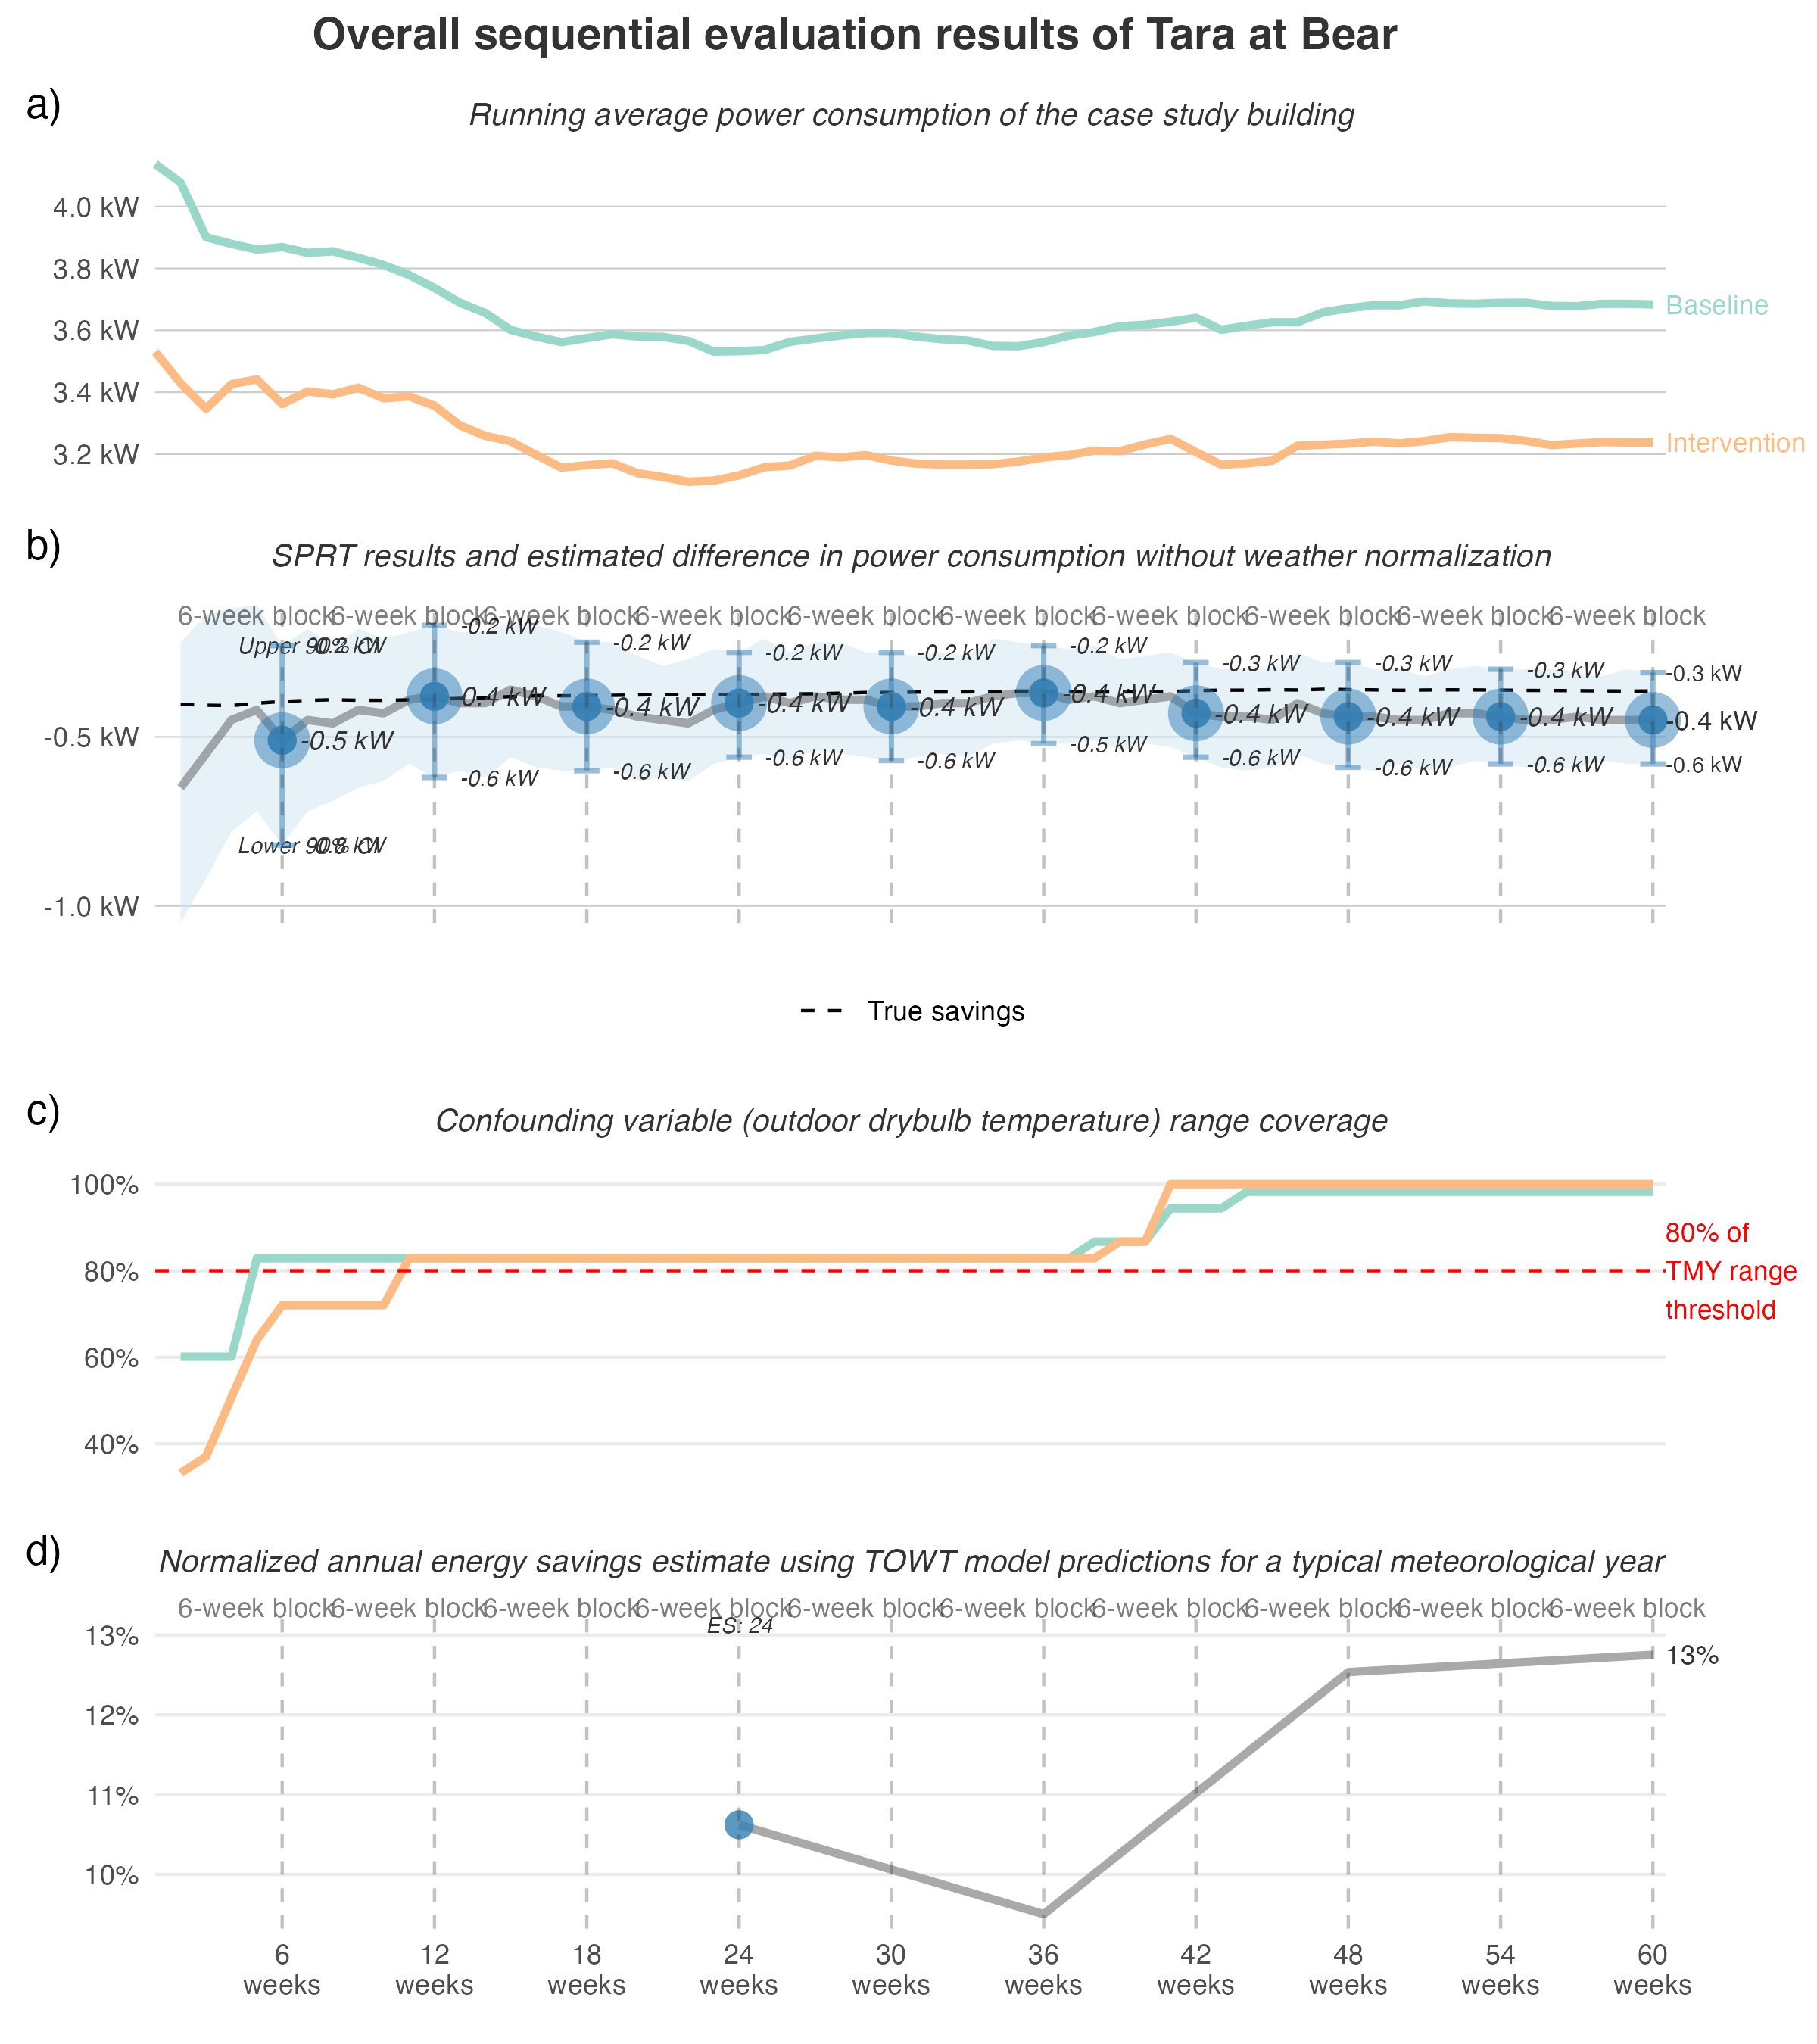 Overall sequential evaluation results of Tara at Bear
a)
Running average power consumption of the case study building
4.0 kW
3.8 kW
3.6 kW
3.4 kW
3.2 kW
Baseline
Intervention
b)
SPRT results and estimated difference in power consumption without weather normalization
6-week block 6-week block 6-week block 6-week block 6-week block 6-week block 6-week block 6-week block 6-week block 6-week block
Upper 90% CI -0.2 kW -0.2 kW -0.2 kW -0.2 kW -0.2 kW -0.2 kW -0.3 kW -0.3 kW -0.3 kW -0.3 kW
-0.5 kW -0.4 kW -0.4 kW -0.4 kW -0.4 kW -0.4 kW -0.4 kW -0.4 kW -0.4 kW -0.4 kW
Lower 90% CI -0.8 kW -0.6 kW -0.6 kW -0.6 kW -0.6 kW -0.5 kW -0.6 kW -0.6 kW -0.6 kW -0.6 kW
-0.5 kW
-1.0 kW
True savings
c)
Confounding variable (outdoor drybulb temperature) range coverage
100%
80%
60%
40%
80% of
TMY range
threshold
d)
Normalized annual energy savings estimate using TOWT model predictions for a typical meteorological year
6-week block 6-week block 6-week block 6-week block 6-week block 6-week block 6-week block 6-week block 6-week block 6-week block
ES: 24
13%
12%
11%
10%
13%
6 12 18 24 30 36 42 48 54 60
weeks weeks weeks weeks weeks weeks weeks weeks weeks weeks